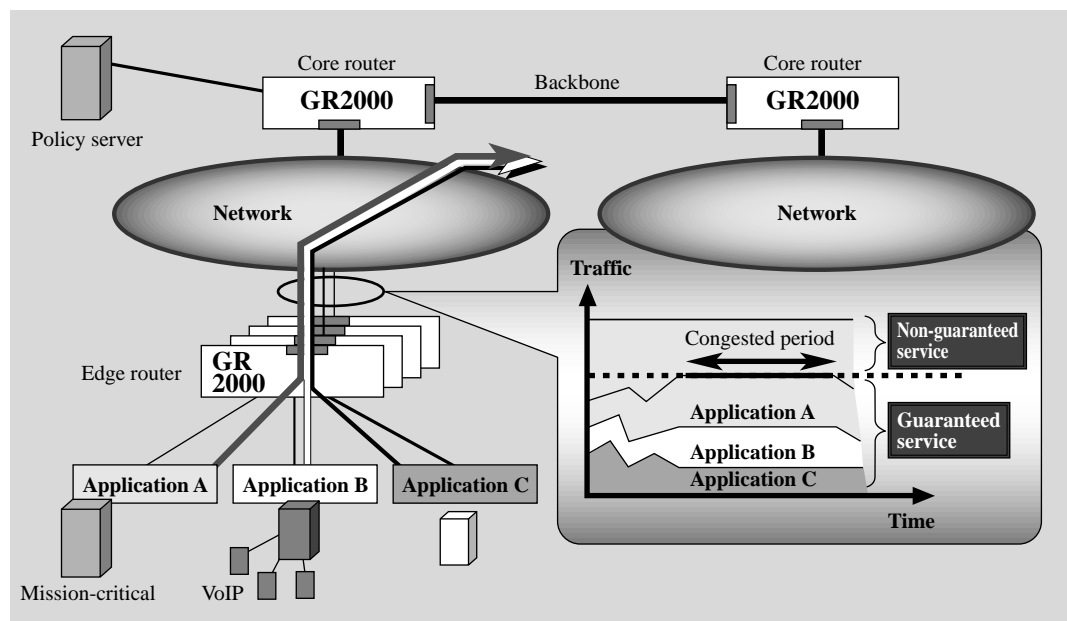 Core router
GR2000
Policy server
Backbone
Core router
GR2000
Network
Network
Edge router
GR
2000
Application A
Application B
Application C
Mission-critical
VoIP
Traffic
Congested period
Non-guaranteed
service
Application A
Application B
Application C
Guaranteed
service
Time